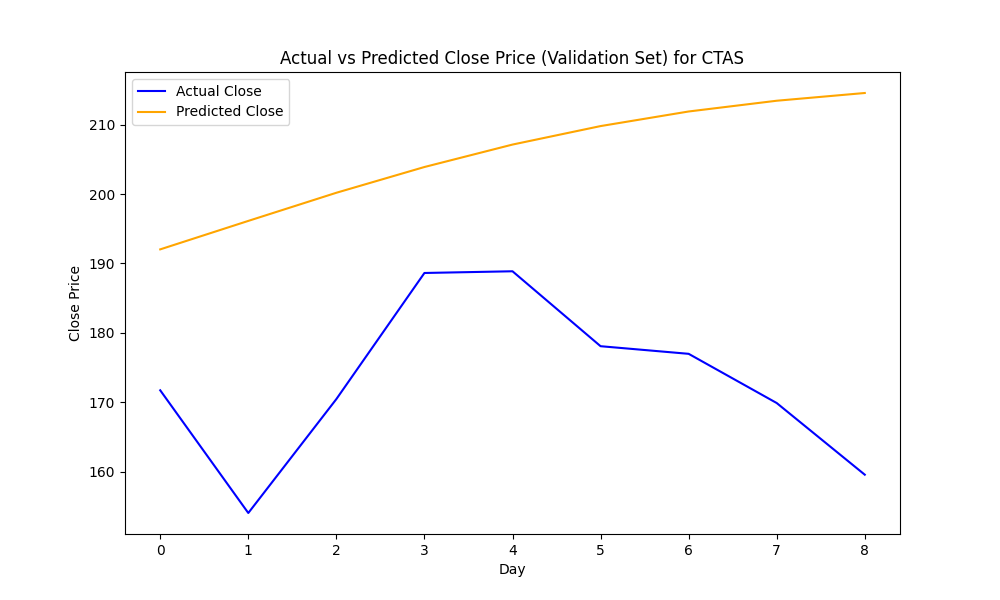 Actual vs Predicted Close Price (Validation Set) for CTAS
Actual Close
Predicted Close
Close Price
210
200
190
180
170
160
0 1 2 3 4 5 6 7 8
Day